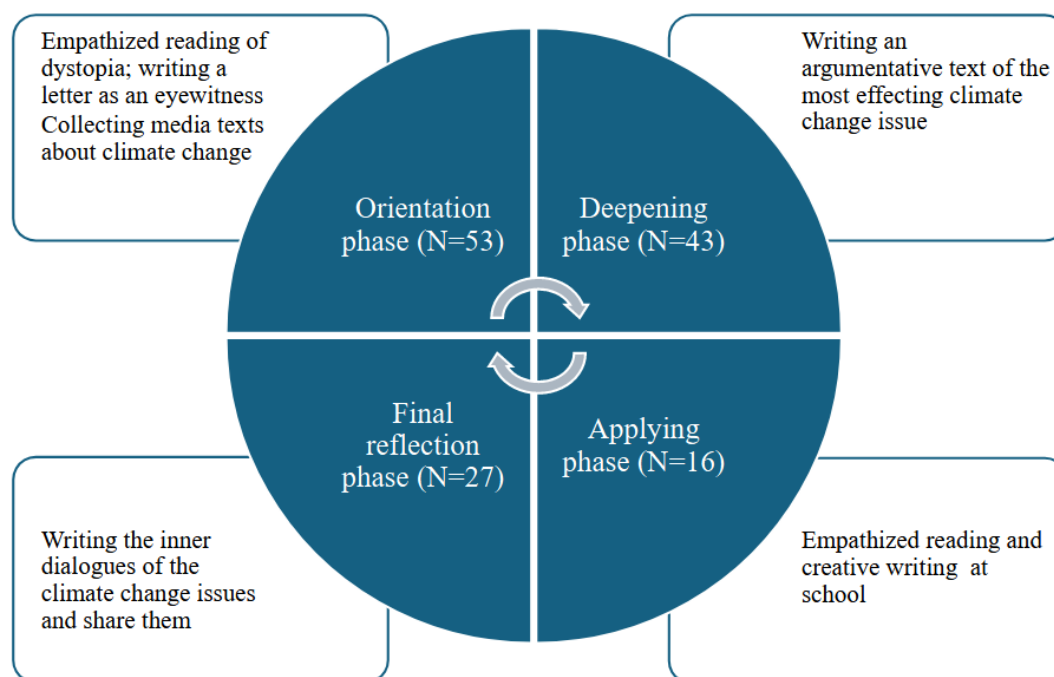 Empathized reading of
dystopia; writing a
letter as an eyewitness
Collecting media texts
about climate change
Writing an
argumentative text of the
most effecting climate
change issue
Orientation
phase (N=53)
Deepening
phase (N=43)
Final
reflection
phase (N=27)
Applying
phase (N=16)
Writing the inner
dialogues of the
climate change issues
and share them
Empathized reading and
creative writing at
school